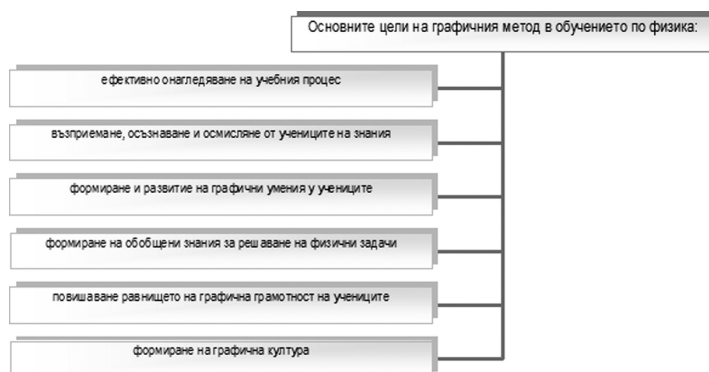 Основните цели на графичния метод в обучението по физика:
ефективно онагледяване на учебния процес
възприемане, осъзнаване и осмисляне от учениците на знания
формиране и развитие на графични умения у учениците
формиране на обобщени знания за решаване на физични задачи
повишаване равнището на графична грамотност на учениците
формиране на графична култура